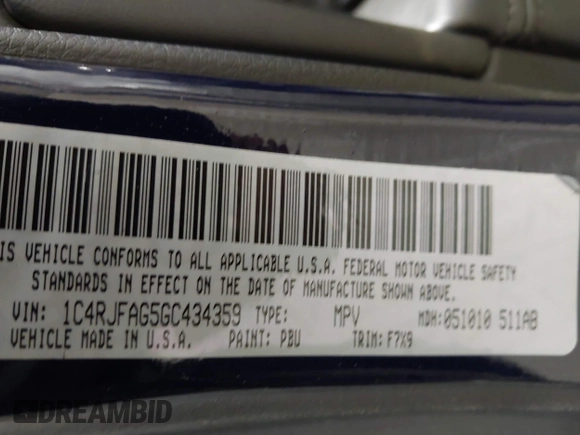 IS VEHICLE CONFORMS TO ALL APPLICABLE U.S.A. FEDERAL MOTOR VEHICLE SAFETY
STANDARDS IN EFFECT ON THE DATE OF MANUFACTURE SHOWN ABOVE.
VIN: 1C4RJFAG5GC434359 TYPE: MPV MDH:051010 511AB
VEHICLE MADE IN U.S.A. PAINT: PBU TRIM: F7X9
DREAMBID